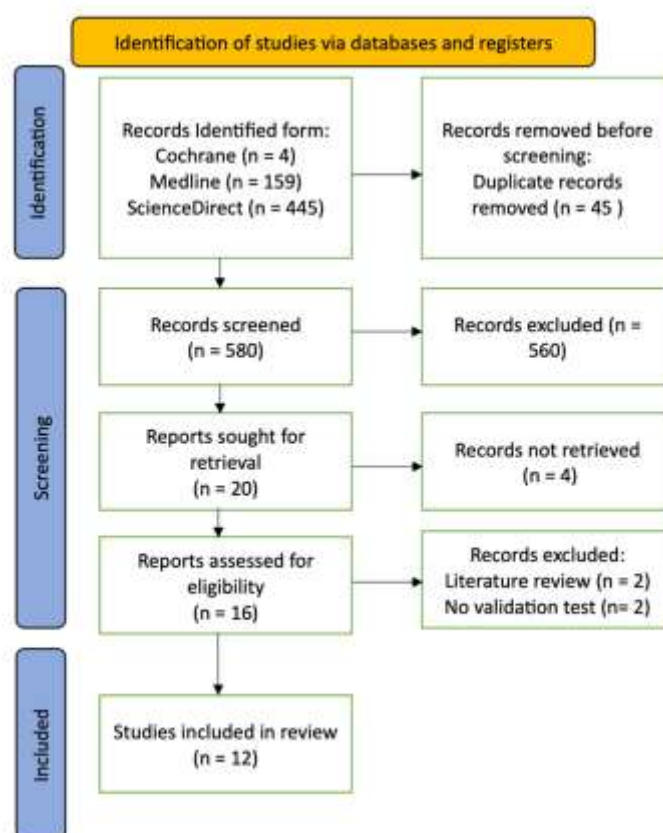 Identification of studies via databases and registers
Identification
Records Identified form:
Cochrane (n = 4)
Medline (n = 159)
ScienceDirect (n = 445)
Records removed before
screening:
Duplicate records
removed (n = 45 )
Screening
Records screened
(n = 580)
Records excluded (n =
560)
Reports sought for
retrieval
(n = 20)
Records not retrieved
(n = 4)
Reports assessed for
eligibility
(n = 16)
Records excluded:
Literature review (n = 2)
No validation test (n= 2)
Included
Studies included in review
(n = 12)